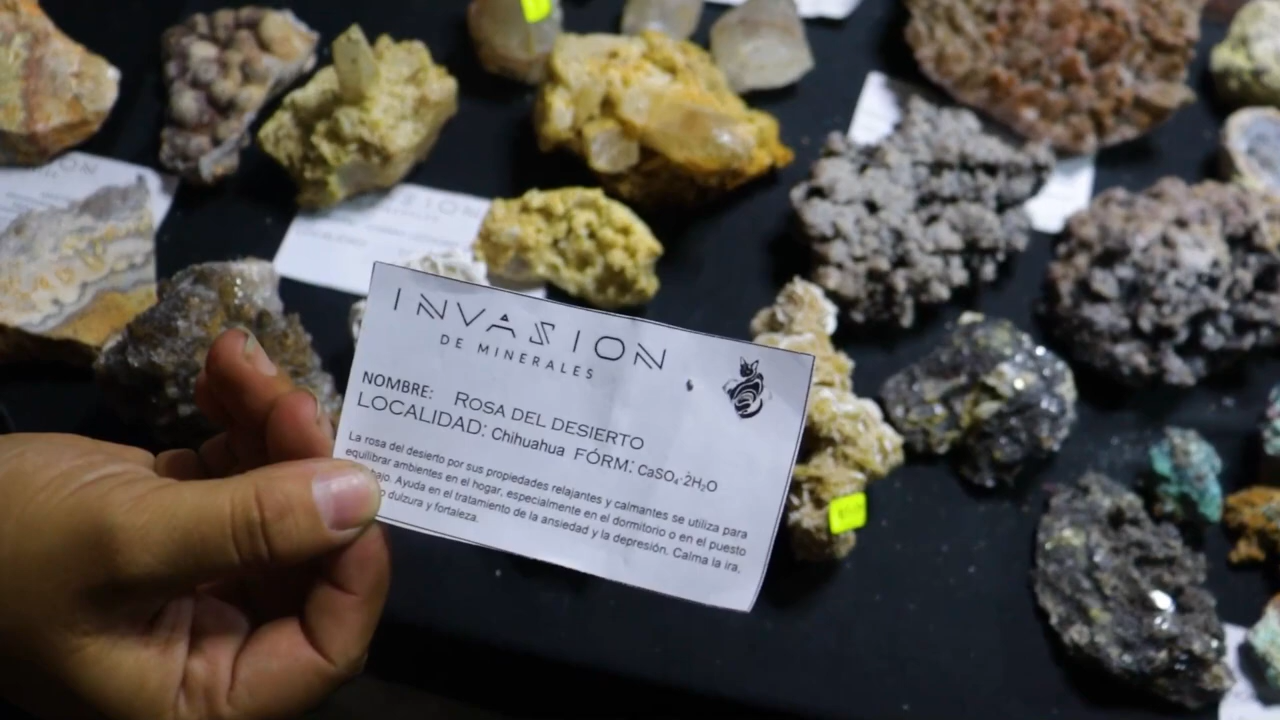 INVASION
DE MINERALES
NOMBRE: ROSA DEL DESIERTO
LOCALIDAD: Chihuahua FÓRM: CaSO₄·2H₂O
La rosa del desierto por sus propiedades relajantes y calmantes se utiliza para
equilibrar ambientes en el hogar, especialmente en el dormitorio o en el puesto
Ayuda en el tratamiento de la ansiedad y la depresión. Calma la ira,
dulzura y fortaleza.